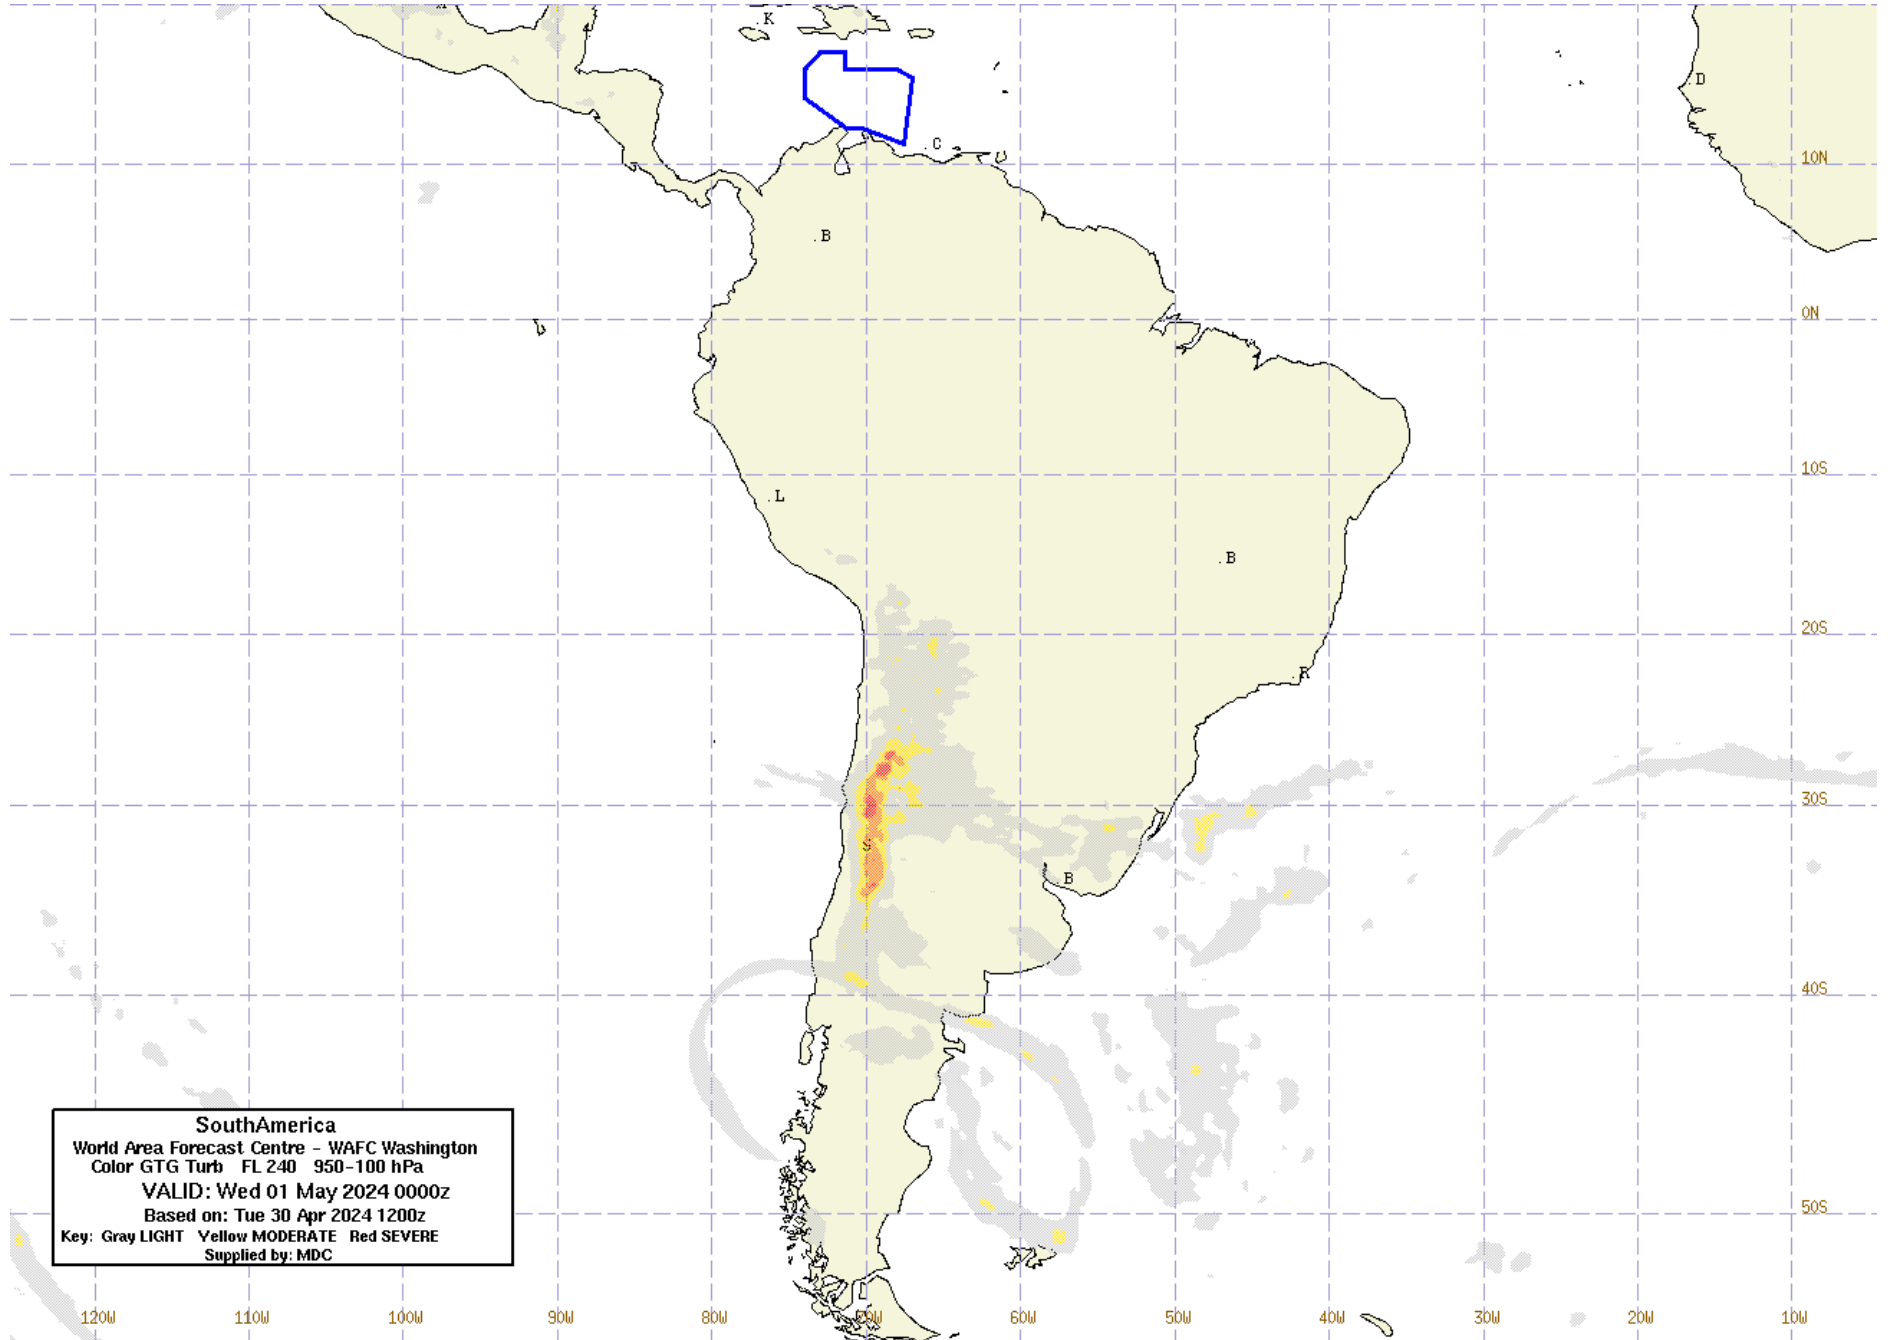 K
D
.C
10N
.B
0N
10S
.L
.B
20S
R
30S
S
.B
40S
SouthAmerica
World Area Forecast Centre - WAFC Washington
Color GTG Turb FL 240 950-100 hPa
VALID: Wed 01 May 2024 0000z
Based on: Tue 30 Apr 2024 1200z
Key: Gray LIGHT Yellow MODERATE Red SEVERE
Supplied by: MDC
50S
120W 110W 100W 90W 80W 70W 60W 50W 40W 30W 20W 10W